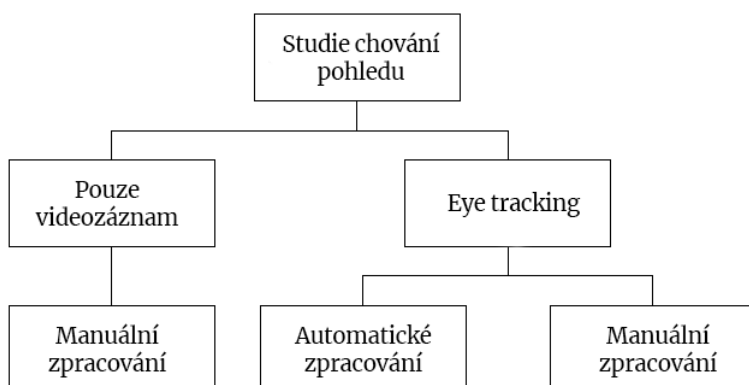 Studie chování
pohledu
Pouze
videozáznam
Eye tracking
Manuální
zpracování
Automatické
zpracování
Manuální
zpracování